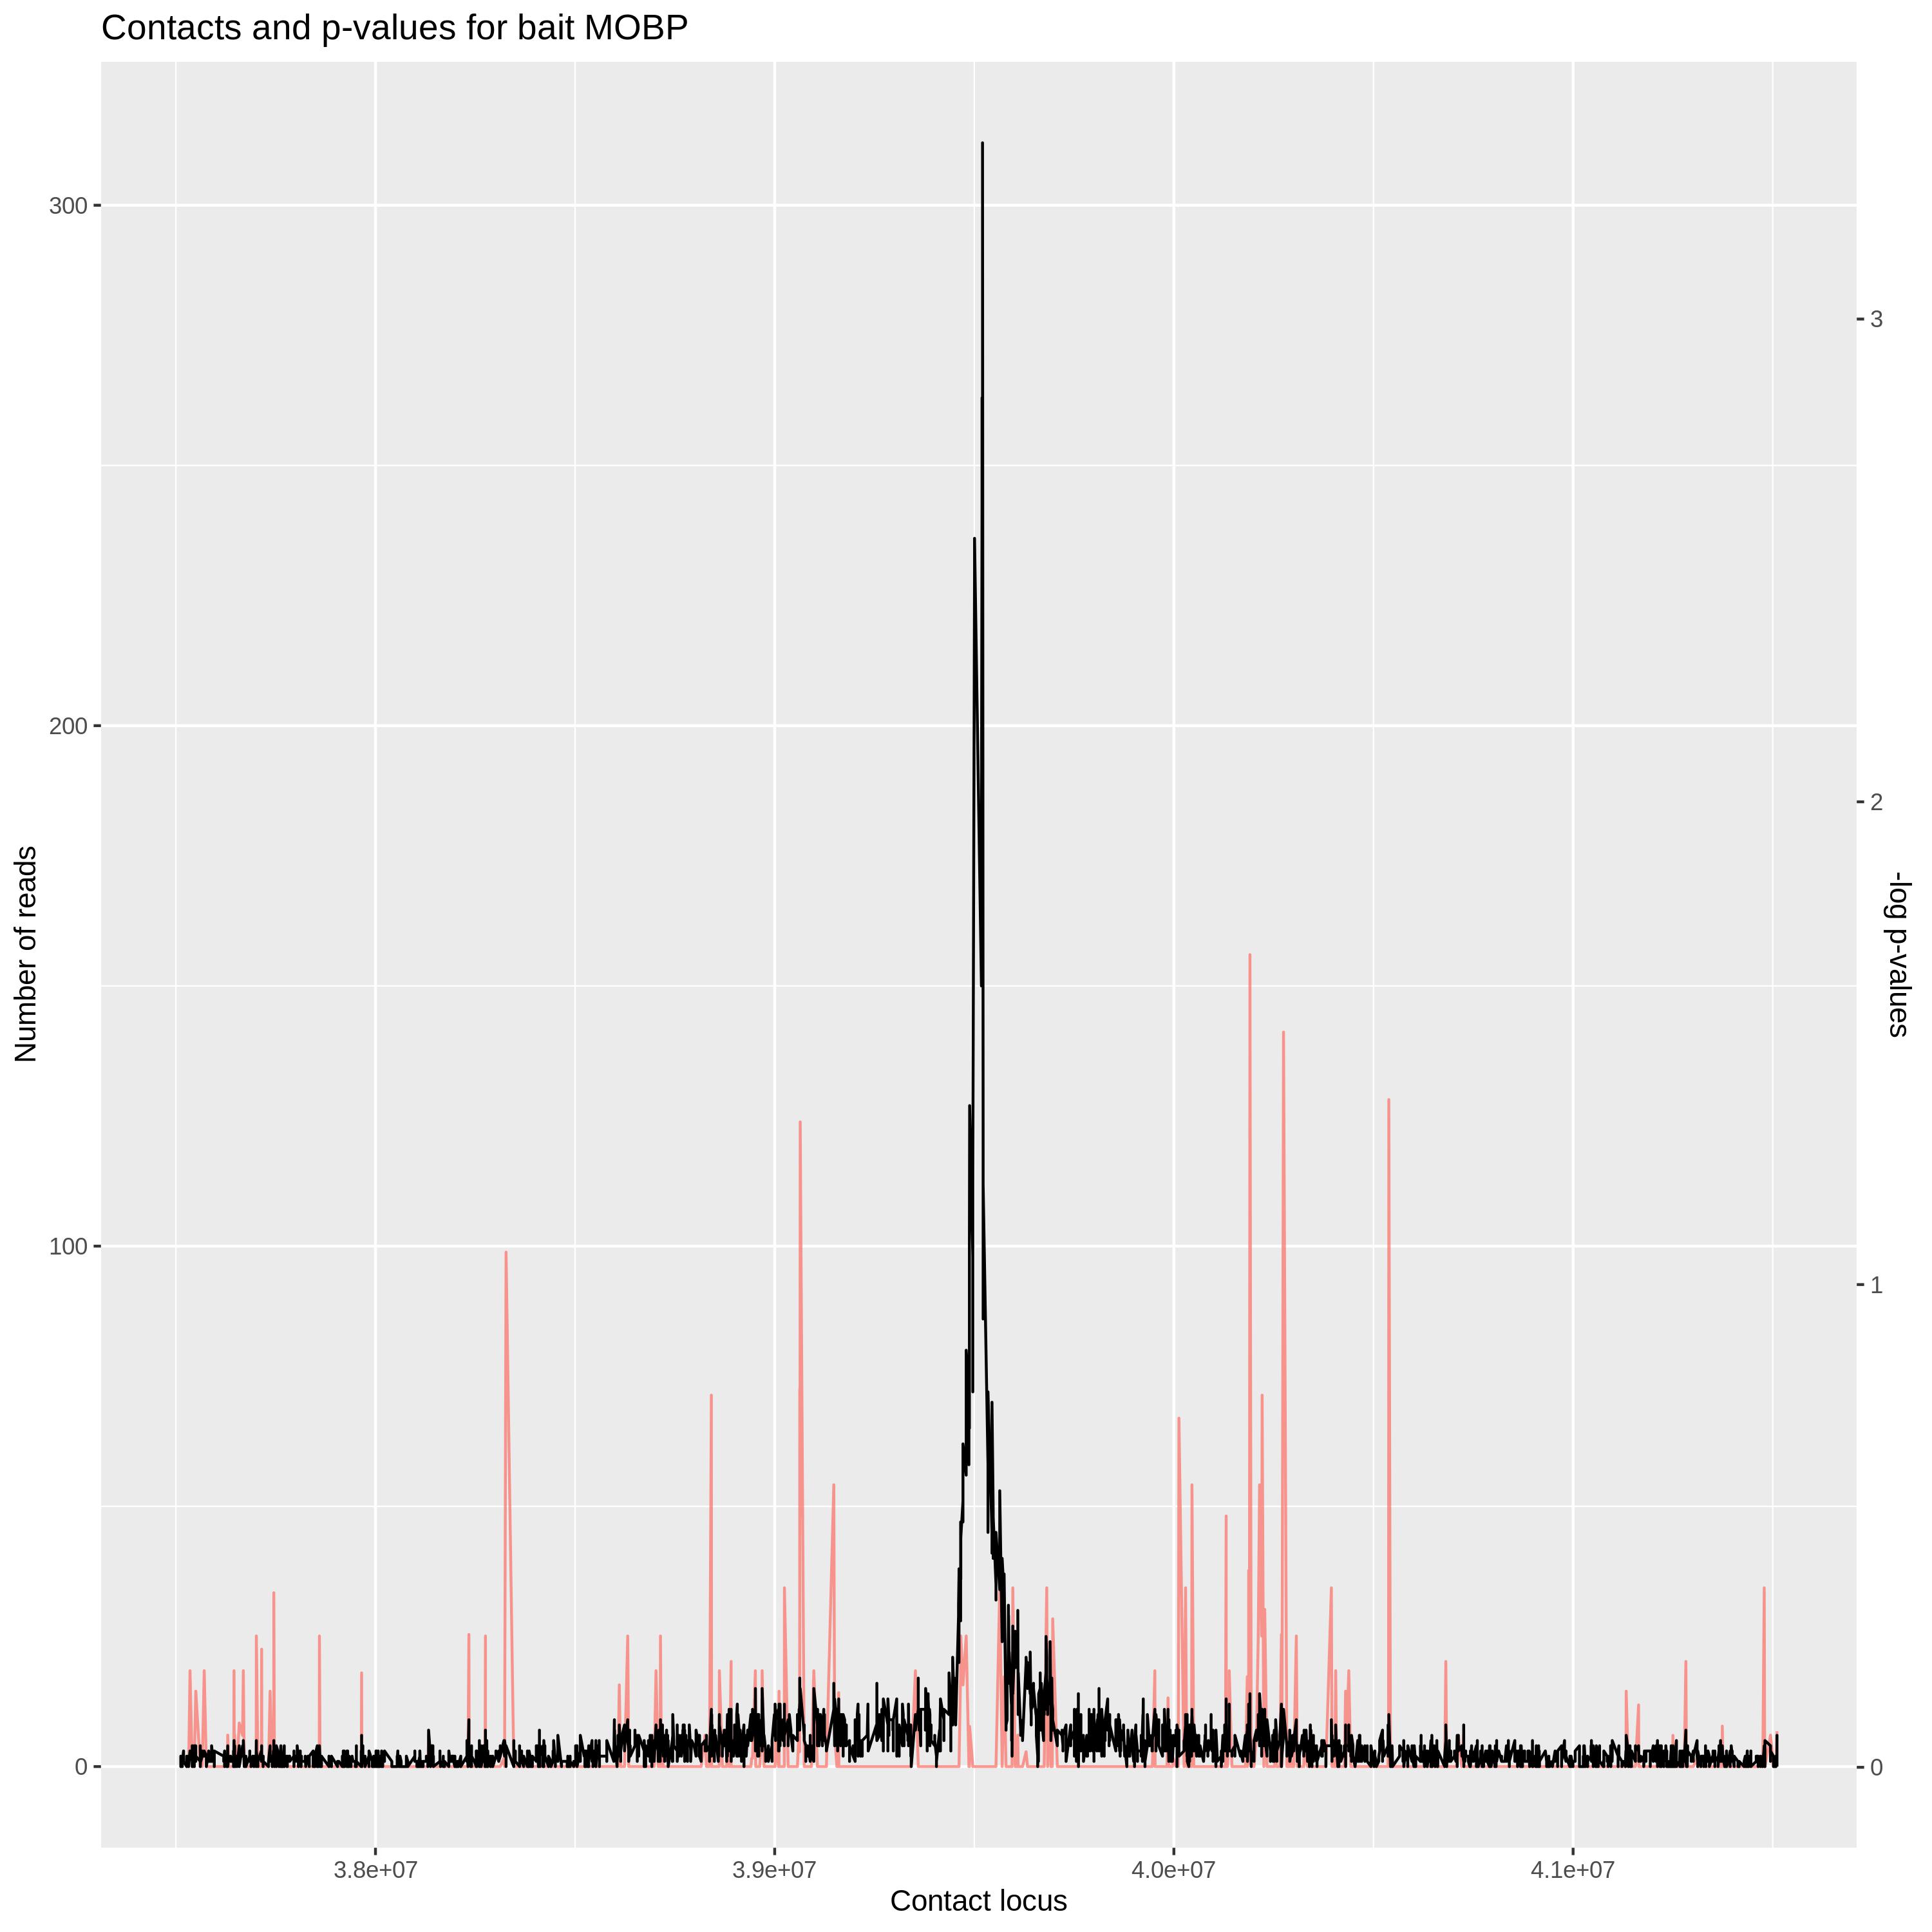 Contacts and p-values for bait MOBP
300
200
100
0
Number of reads
3
2
1
0
-log p-values
3.8e+07
3.9e+07
4.0e+07
4.1e+07
Contact locus